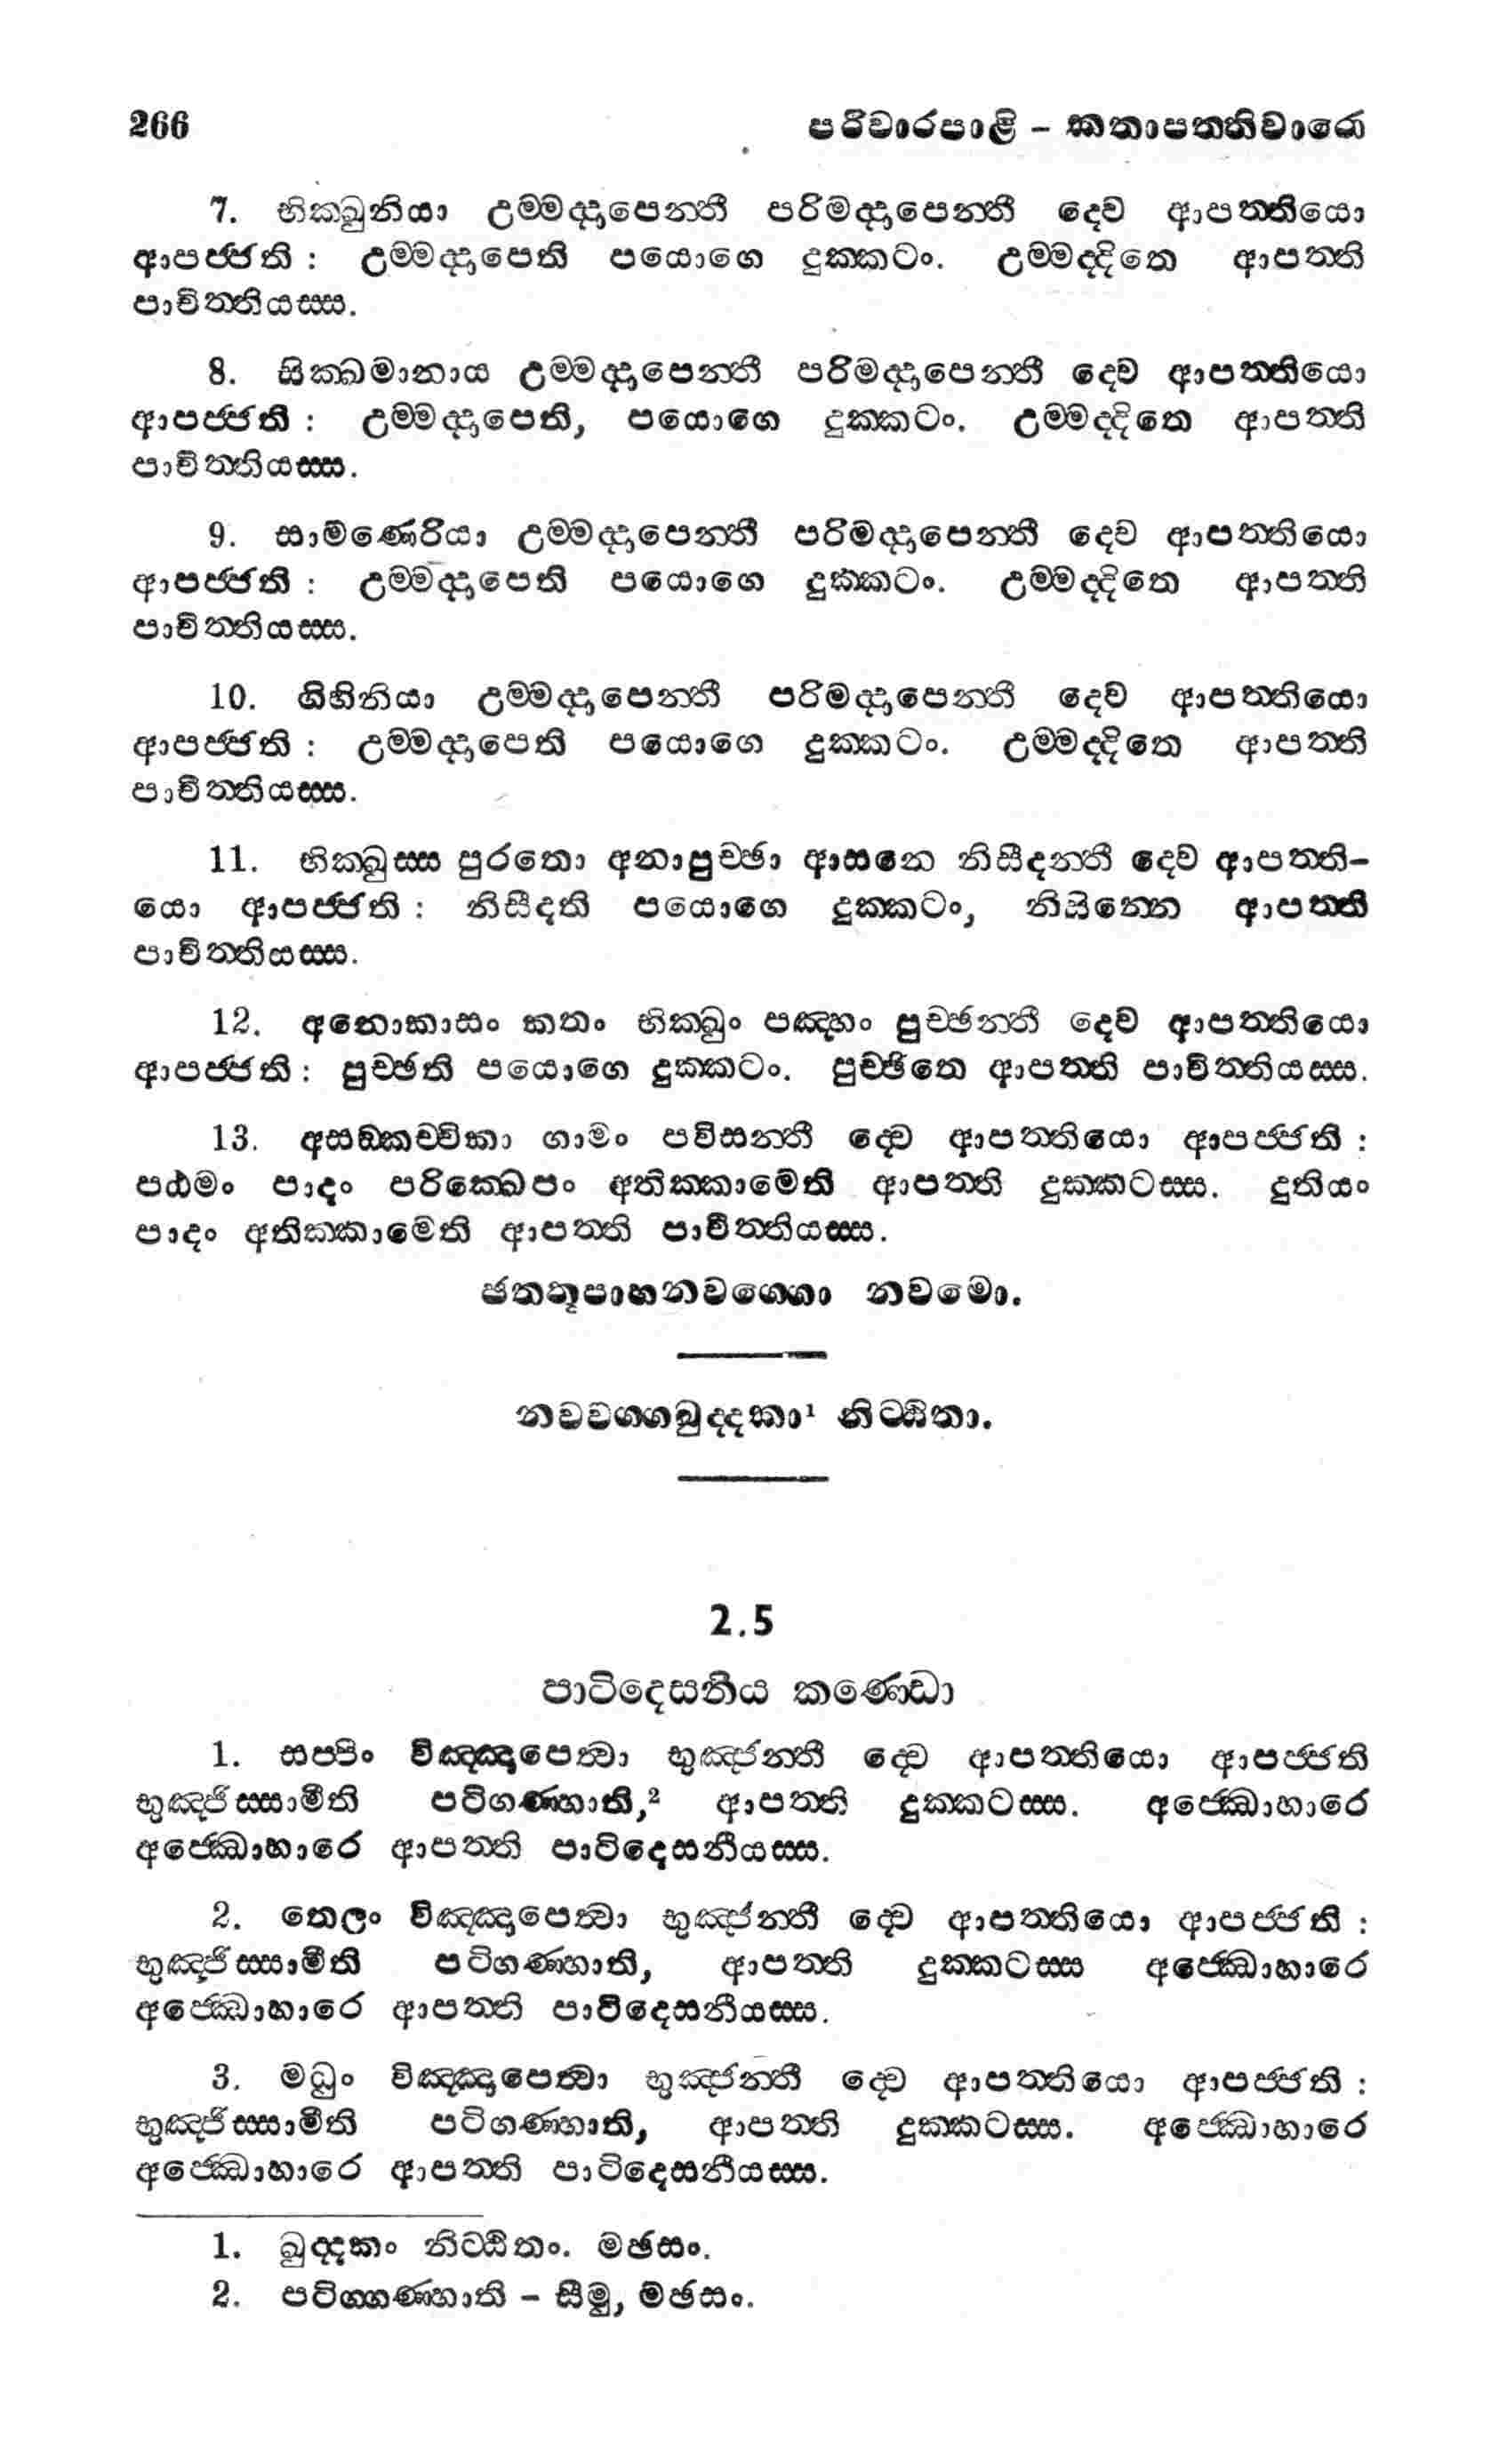 266 පරිවාරපාළි – කතාපත්තිවාරො
7. භික්ඛුනියා උම්මද්දාපෙන්තී පරිමද්දාපෙන්තී ද්වෙ ආපත්තියො
ආපජ්ජති : උම්මද්දාපෙති පයොගෙ දුක්කටං. උම්මද්දිතෙ ආපත්ති
පාචිත්තියස්ස.
8. සික්ඛමානාය උම්මද්දාපෙන්තී පරිමද්දාපෙන්තී ද්වෙ ආපත්තියො
ආපජ්ජති : උම්මද්දාපෙති, පයොගෙ දුක්කටං. උම්මද්දිතෙ ආපත්ති
පාචිත්තියස්ස.
9. සාමණෙරියා උම්මද්දාපෙන්තී පරිමද්දාපෙන්තී ද්වෙ ආපත්තියො
ආපජ්ජති : උම්මද්දාපෙති පයොගෙ දුක්කටං. උම්මද්දිතෙ ආපත්ති
පාචිත්තියස්ස.
10. ගිහිනියා උම්මද්දාපෙන්තී පරිමද්දාපෙන්තී ද්වෙ ආපත්තියො
ආපජ්ජති : උම්මද්දාපෙති පයොගෙ දුක්කටං. උම්මද්දිතෙ ආපත්ති
පාචිත්තියස්ස.
11. භික්ඛුස්ස පුරතො අනාපුච්ඡා ආසනෙ නිසීදන්තී ද්වෙ ආපත්ති-
යො ආපජ්ජති : නිසීදති පයොගෙ දුක්කටං, නිසින්නෙ ආපත්ති
පාචිත්තියස්ස.
12. අනොකාසං කතං භික්ඛුං පඤ්හං පුච්ඡන්තී ද්වෙ ආපත්තියො
ආපජ්ජති : පුච්ඡති පයොගෙ දුක්කටං. පුච්ඡිතෙ ආපත්ති පාචිත්තියස්ස.
13. අසඞ්කච්චිකා ගාමං පවිසන්තී ද්වෙ ආපත්තියො ආපජ්ජති :
පඨමං පාදං පරික්ඛෙපං අතික්කාමෙති ආපත්ති දුක්කටස්ස. දුතියං
පාදං අතික්කාමෙති ආපත්ති පාචිත්තියස්ස.
ඡත්තූපාහනවග්ගො නවමො.
නවවග්ගඛුද්දකා¹ නිට්ඨිතා.
2.5
පාටිදෙසනීය කණ්ඩො
1. සප්පිං විඤ්ඤාපෙත්වා භුඤ්ජන්තී ද්වෙ ආපත්තියො ආපජ්ජති
භුඤ්ජිස්සාමීති පටිගණ්හාති,² ආපත්ති දුක්කටස්ස. අජ්ඣොහාරෙ
අජ්ඣොහාරෙ ආපත්ති පාටිදෙසනීයස්ස.
2. තෙලං විඤ්ඤාපෙත්වා භුඤ්ජන්තී ද්වෙ ආපත්තියො ආපජ්ජති :
භුඤ්ජිස්සාමීති පටිගණ්හාති, ආපත්ති දුක්කටස්ස අජ්ඣොහාරෙ
අජ්ඣොහාරෙ ආපත්ති පාටිදෙසනීයස්ස.
3. මධුං විඤ්ඤාපෙත්වා භුඤ්ජන්තී ද්වෙ ආපත්තියො ආපජ්ජති :
භුඤ්ජිස්සාමීති පටිගණ්හාති, ආපත්ති දුක්කටස්ස. අජ්ඣොහාරෙ
අජ්ඣොහාරෙ ආපත්ති පාටිදෙසනීයස්ස.
1. ඛුද්දකං නිට්ඨිතං. මඡසං.
2. පටිග්ගණ්හාති – සීමු, මඡසං.